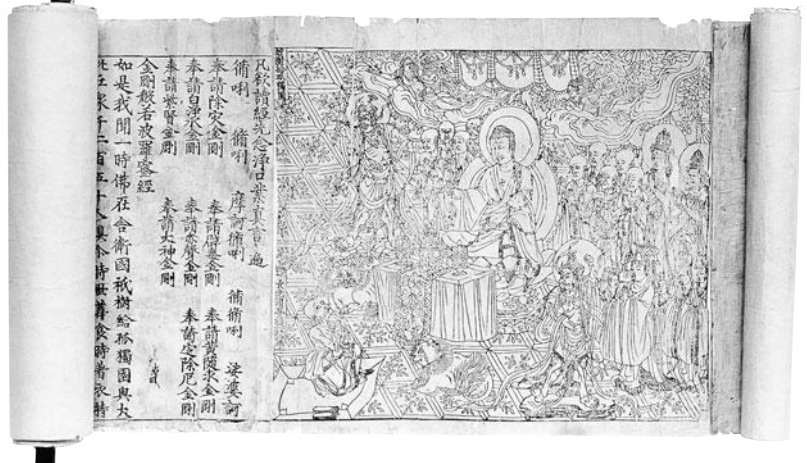 凡欲讀經先念淨口業真言一遍
脩唎 脩唎 摩訶脩唎 脩脩唎 娑婆訶
奉請除灾金剛 奉請辟毒金剛 奉請黄随求金剛
奉請白淨水金剛 奉請赤聲金剛 奉請定除厄金剛
奉請紫賢金剛 奉請大神金剛
金剛般若波羅蜜經
如是我聞一時佛在舍衛國祇樹給孤獨園與大
比丘衆千二百五十人俱尒時世尊食時著衣持